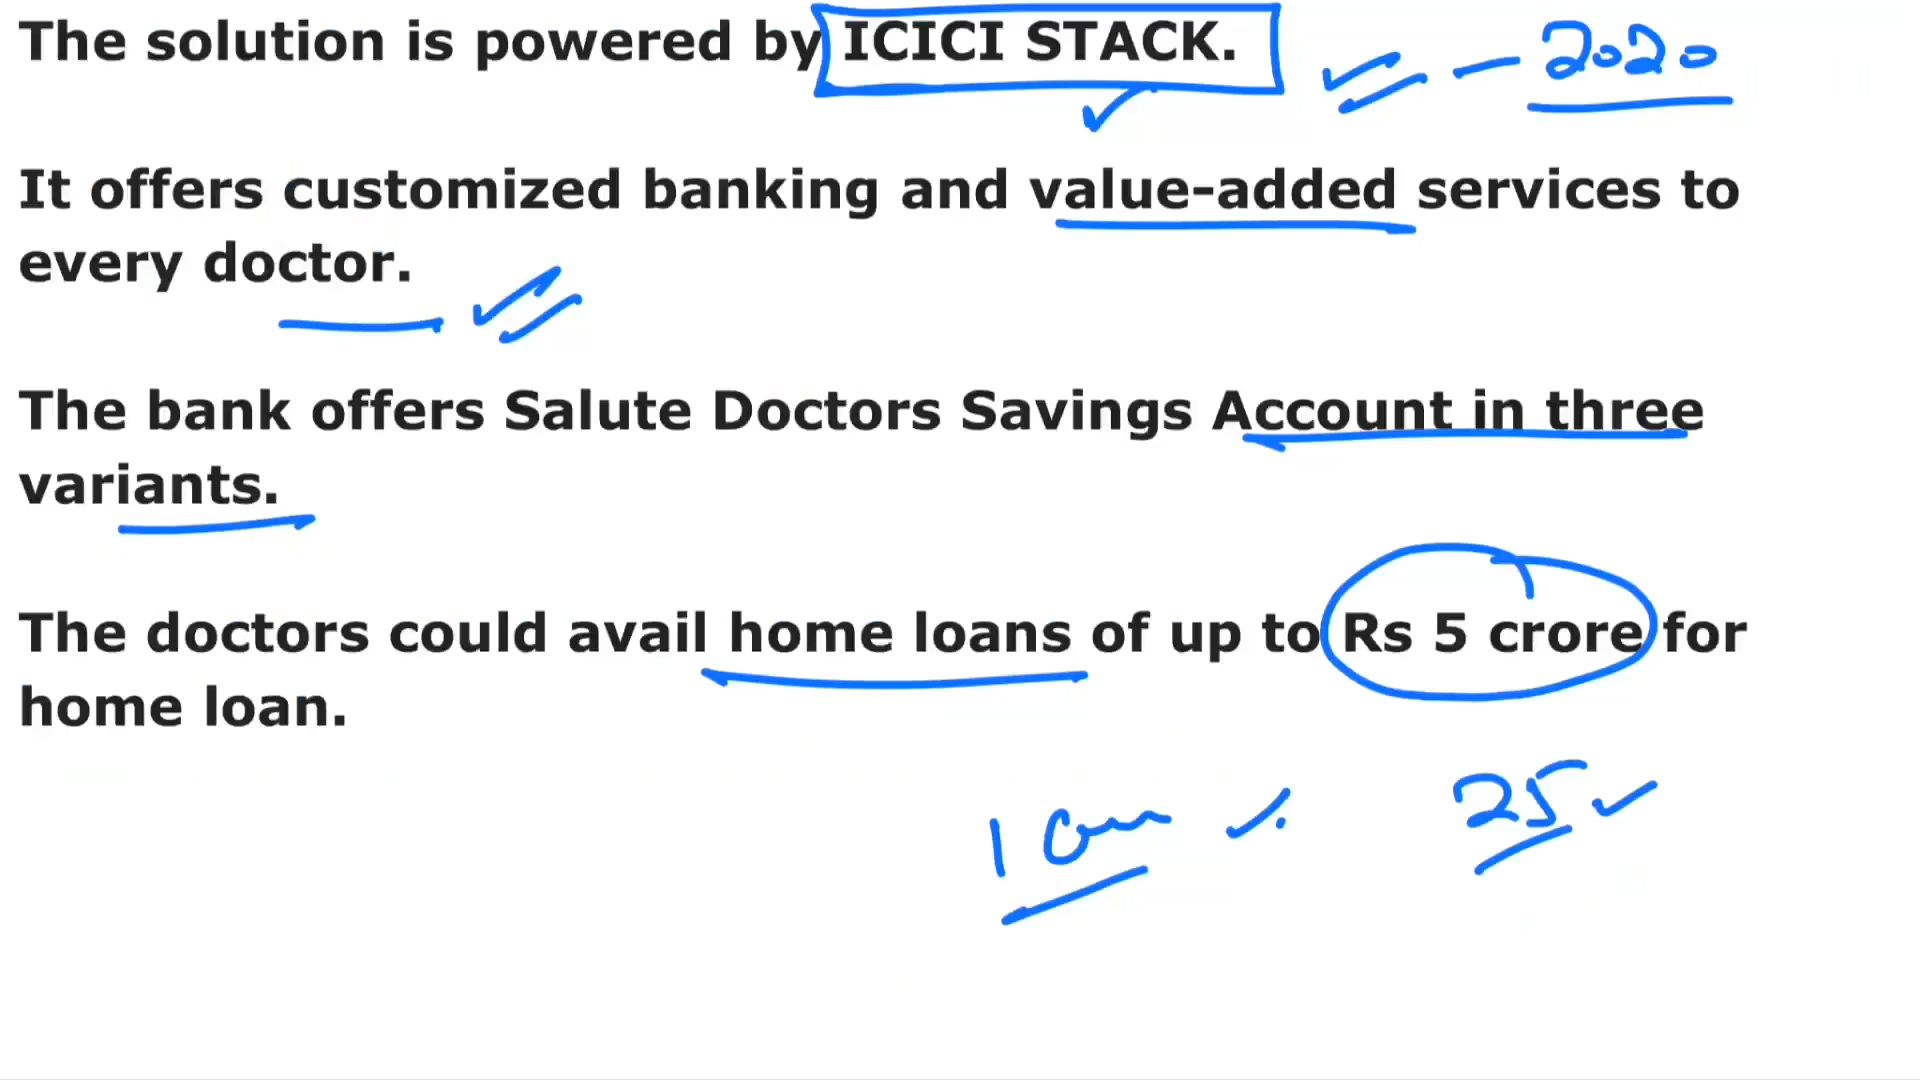 The solution is powered by ICICI STACK. - 2020
It offers customized banking and value-added services to
every doctor.
The bank offers Salute Doctors Savings Account in three
variants.
The doctors could avail home loans of up to Rs 5 crore for
home loan.
1 25